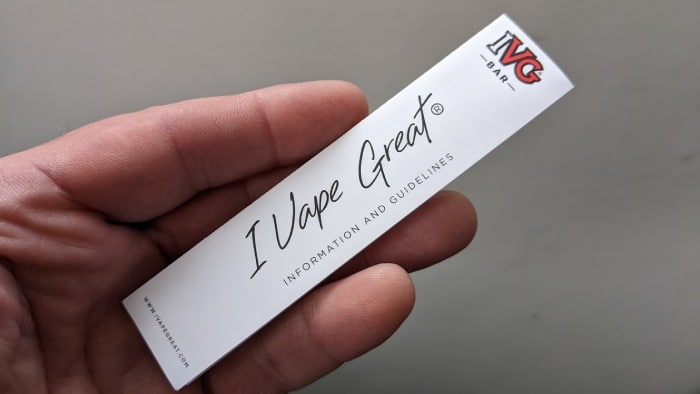 IVG
—BAR—
I Vape Great®
INFORMATION AND GUIDELINES
WWW.IVAPEGREAT.COM